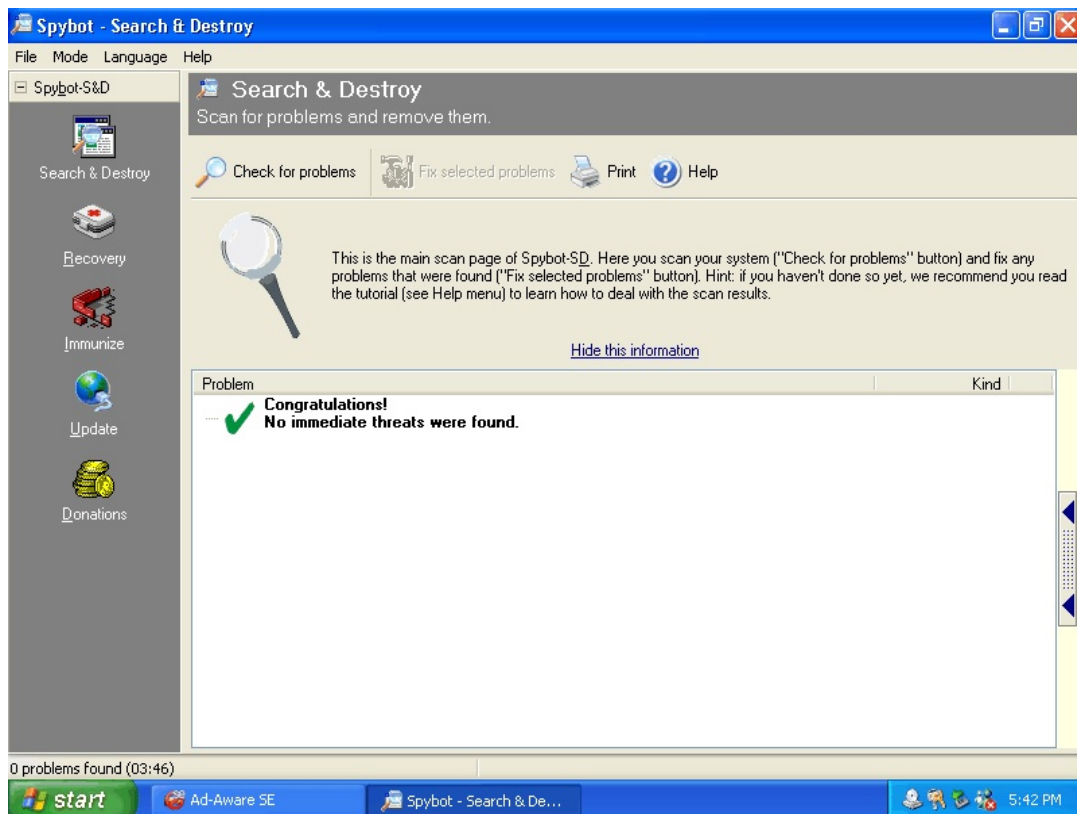 Spybot - Search & Destroy
File Mode Language Help
Spybot-S&D
Search & Destroy
Scan for problems and remove them.
Search & Destroy
Recovery
Immunize
Update
Donations
Check for problems Fix selected problems Print Help
This is the main scan page of Spybot-SD. Here you scan your system ("Check for problems" button) and fix any
problems that were found ("Fix selected problems" button). Hint: if you haven't done so yet, we recommend you read
the tutorial (see Help menu) to learn how to deal with the scan results.
Hide this information
Problem Kind
Congratulations!
No immediate threats were found.
0 problems found (03:46)
start Ad-Aware SE Spybot - Search & De... 5:42 PM